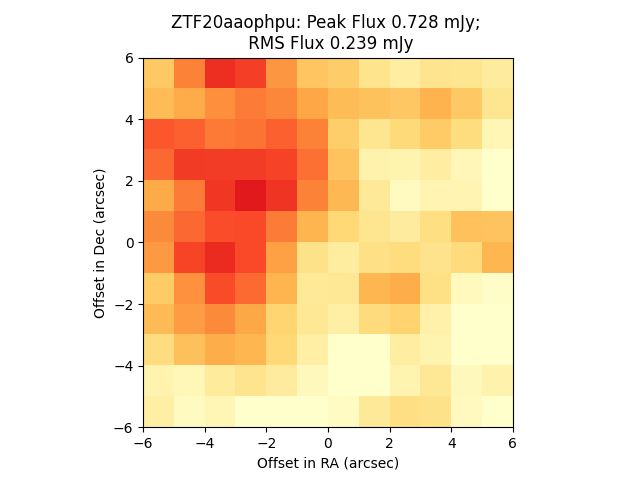 ZTF20aaophpu: Peak Flux 0.728 mJy;
RMS Flux 0.239 mJy
6
4
2
0
−2
−4
−6
Offset in Dec (arcsec)
−6 −4 −2 0 2 4 6
Offset in RA (arcsec)